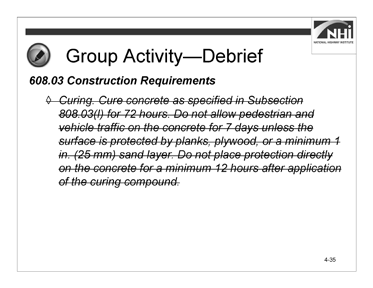 NHI
NATIONAL HIGHWAY INSTITUTE
Group Activity—Debrief
608.03 Construction Requirements
◊ Curing. Cure concrete as specified in Subsection
808.03(I) for 72 hours. Do not allow pedestrian and
vehicle traffic on the concrete for 7 days unless the
surface is protected by planks, plywood, or a minimum 1
in. (25 mm) sand layer. Do not place protection directly
on the concrete for a minimum 12 hours after application
of the curing compound.
4-35